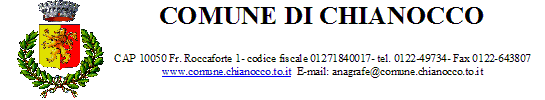 COMUNE DI CHIANOCCO
CAP 10050 Fr. Roccaforte 1- codice fiscale 01271840017- tel. 0122-49734- Fax 0122-643807
www.comune.chianocco.to.it E-mail: anagrafe@comune.chianocco.to.it